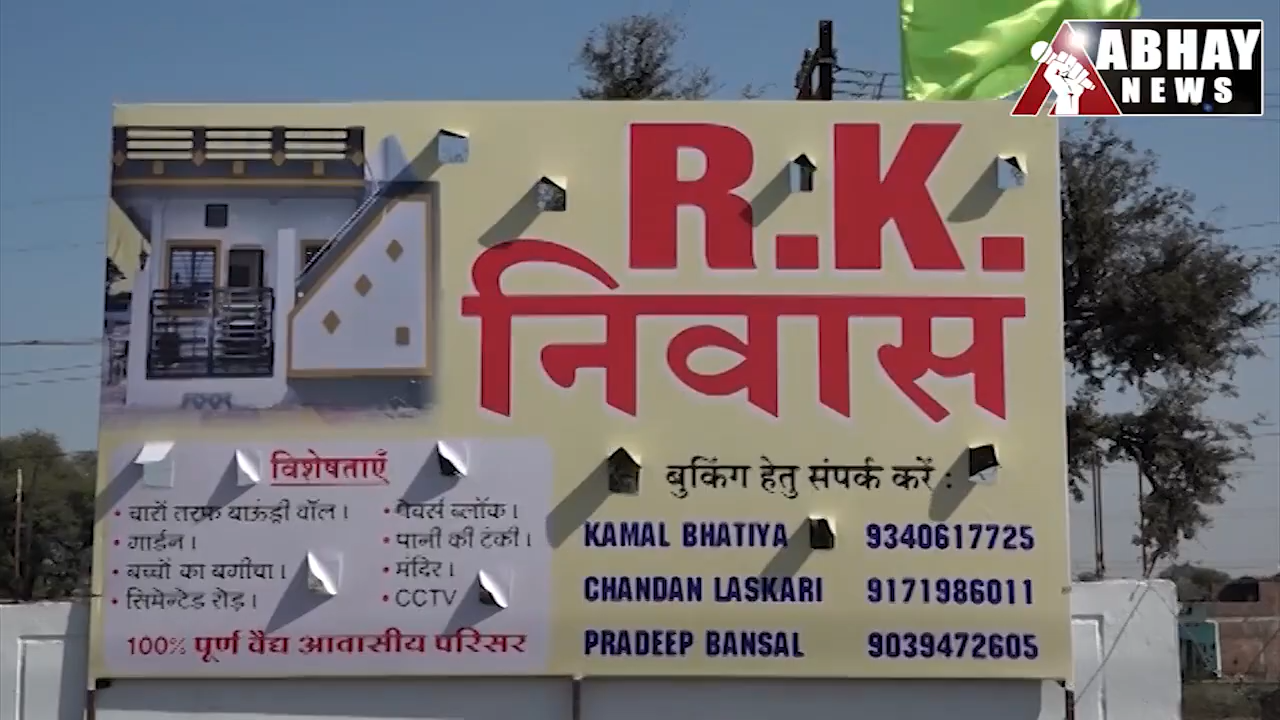 ABHAY
NEWS
R.K.
निवास
विशेषताएँ
• चारों तरफ बाऊंड्री वॉल।
• गार्डन।
• बच्चों का बगीचा।
• सिमेन्टेड रोड़।
• पेवर्स ब्लॉक।
• पानी की टंकी।
• मंदिर।
• CCTV
100% पूर्ण वैद्य आवासीय परिसर
बुकिंग हेतु संपर्क करें :
KAMAL BHATIYA 9340617725
CHANDAN LASKARI 9171986011
PRADEEP BANSAL 9039472605